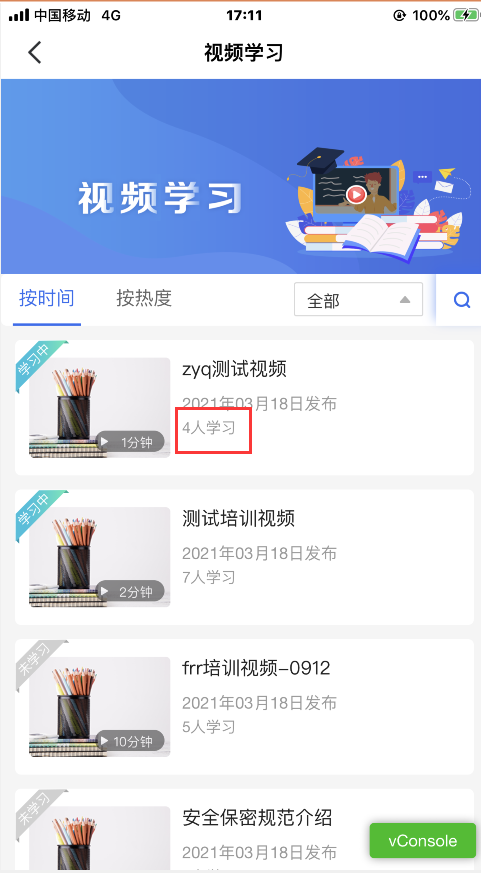 中国移动 4G 17:11 100%
视频学习
视频学习
按时间 按热度 全部
学习中
zyq测试视频
2021年03月18日发布
4人学习
1分钟
学习中
测试培训视频
2021年03月18日发布
7人学习
2分钟
未学习
frr培训视频-0912
2021年03月18日发布
5人学习
10分钟
未学习
安全保密规范介绍
2021年03月18日发布
vConsole